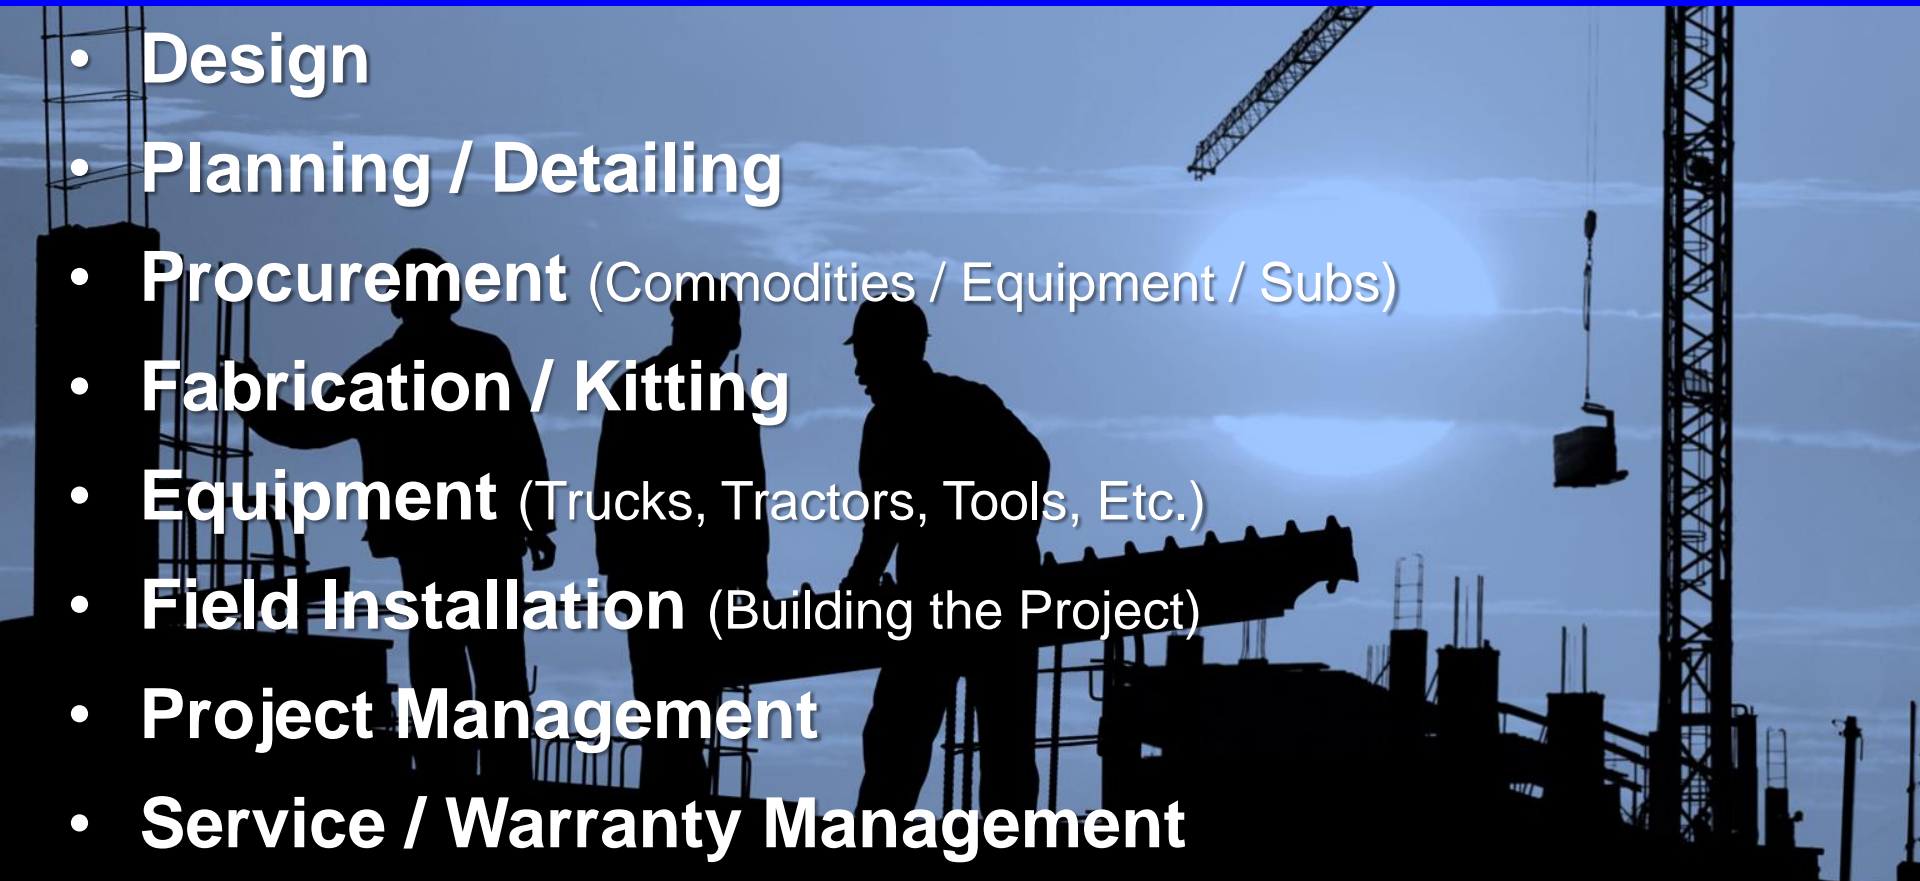 • Design
• Planning / Detailing
• Procurement (Commodities / Equipment / Subs)
• Fabrication / Kitting
• Equipment (Trucks, Tractors, Tools, Etc.)
• Field Installation (Building the Project)
• Project Management
• Service / Warranty Management